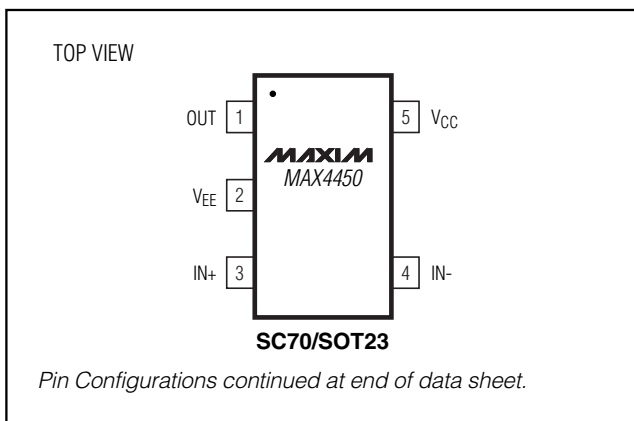 TOP VIEW
OUT 1
5 VCC
MAXIM
MAX4450
VEE 2
IN+ 3
4 IN-
SC70/SOT23
Pin Configurations continued at end of data sheet.